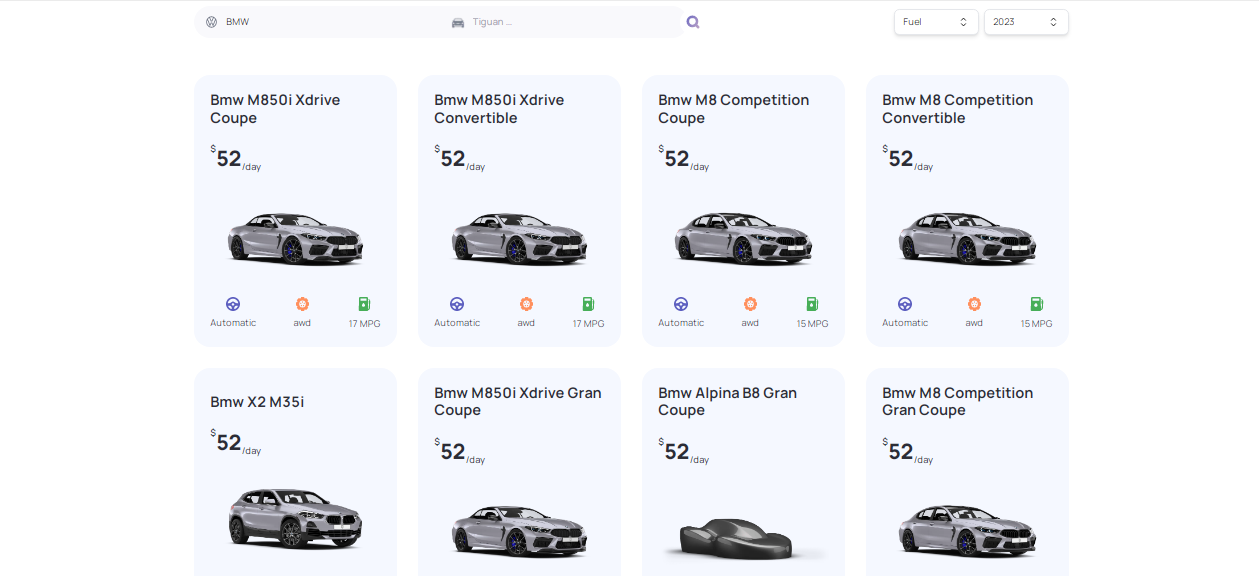 BMW
Tiguan ...
Fuel
2023
Bmw M850i Xdrive
Coupe
$52/day
Automatic
awd
17 MPG
Bmw M850i Xdrive
Convertible
$52/day
Automatic
awd
17 MPG
Bmw M8 Competition
Coupe
$52/day
Automatic
awd
15 MPG
Bmw M8 Competition
Convertible
$52/day
Automatic
awd
15 MPG
Bmw X2 M35i
$52/day
Bmw M850i Xdrive Gran
Coupe
$52/day
Bmw Alpina B8 Gran
Coupe
$52/day
Bmw M8 Competition
Gran Coupe
$52/day